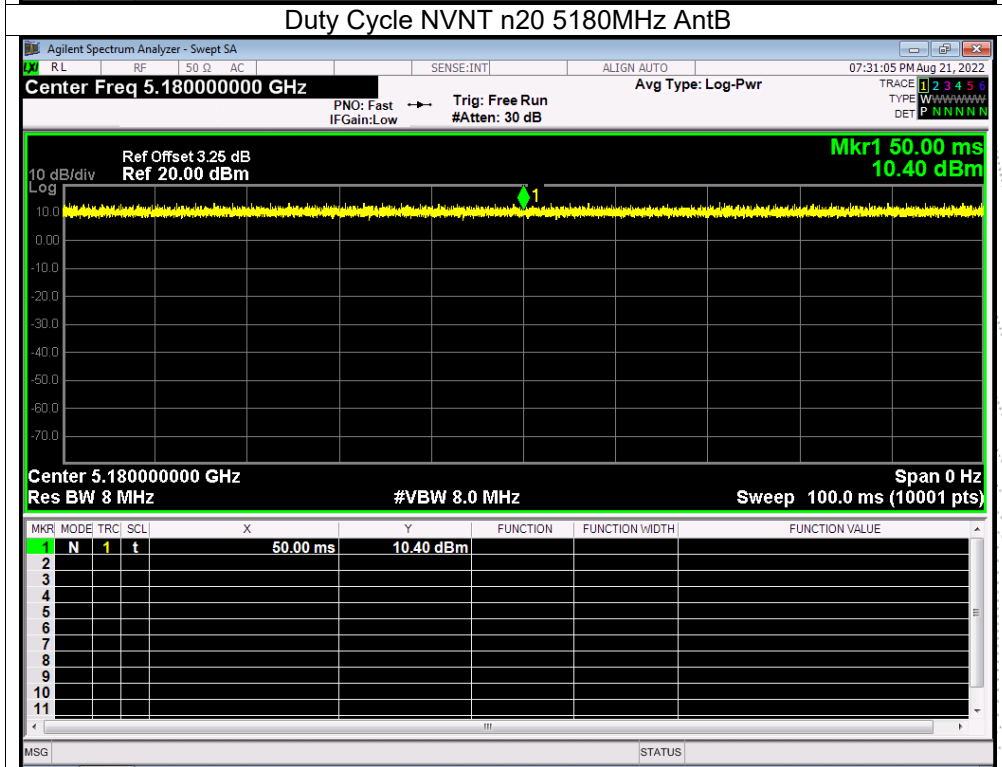 Duty Cycle NVNT n20 5180MHz AntB
Agilent Spectrum Analyzer - Swept SA
LXI RL RF 50 Ω AC SENSE:INT ALIGN AUTO 07:31:05 PM Aug 21, 2022
Center Freq 5.180000000 GHz Avg Type: Log-Pwr TRACE 1 2 3 4 5 6
PNO: Fast Trig: Free Run TYPE WWWWWW
IFGain:Low #Atten: 30 dB DET P N N N N N
Mkr1 50.00 ms
Ref Offset 3.25 dB
10 dB/div Ref 20.00 dBm 10.40 dBm
Log
1
10.0
0.00
-10.0
-20.0
-30.0
-40.0
-50.0
-60.0
-70.0
Center 5.180000000 GHz Span 0 Hz
Res BW 8 MHz #VBW 8.0 MHz Sweep 100.0 ms (10001 pts)
MKR MODE TRC SCL X Y FUNCTION FUNCTION WIDTH FUNCTION VALUE
1 N 1 t 50.00 ms 10.40 dBm
2
3
4
5
6
7
8
9
10
11
MSG STATUS